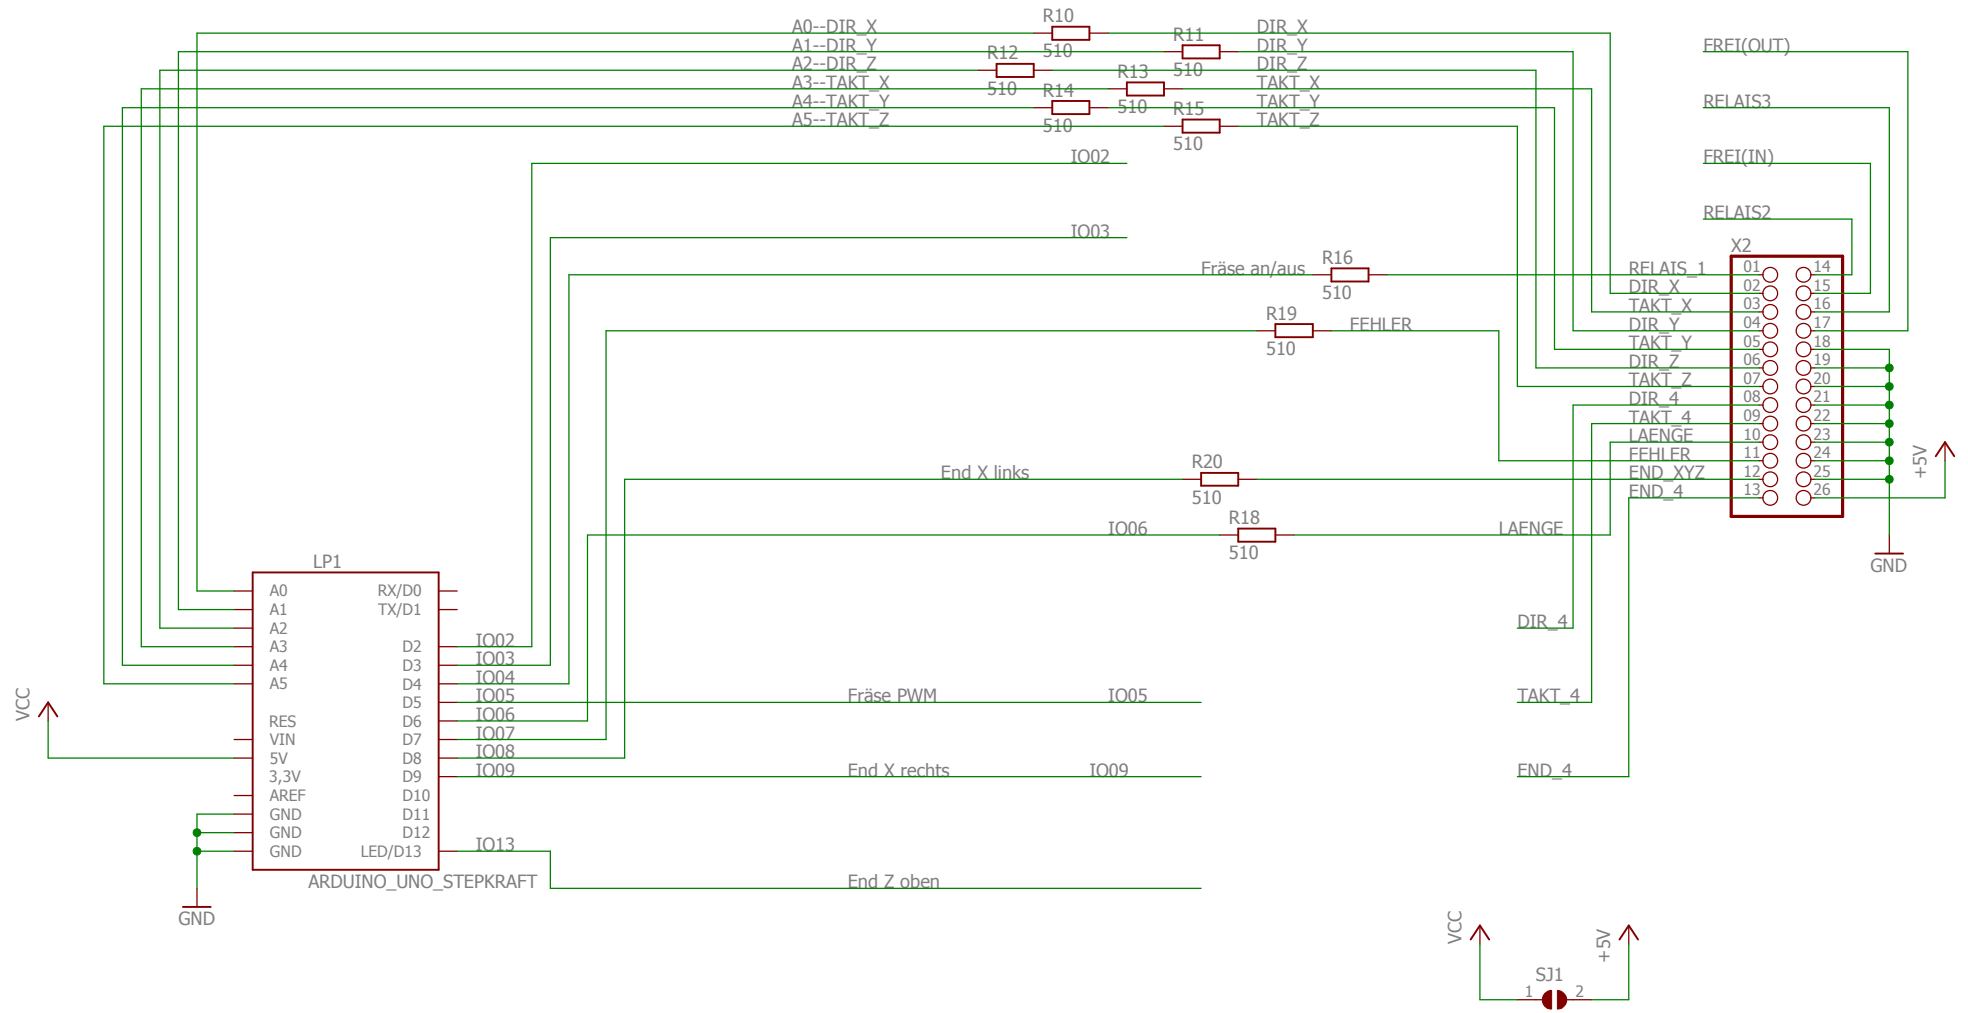 A0--DIR_X R10 DIR_X
510
A1--DIR_Y R11 DIR_Y
510
A2--DIR_Z R12 DIR_Z
510
A3--TAKT_X R13 TAKT_X
510
A4--TAKT_Y R14 TAKT_Y
510
A5--TAKT_Z R15 TAKT_Z
510
FREI(OUT)
RELAIS3
FREI(IN)
RELAIS2
IO02
IO03
Fräse an/aus R16
510
R19 FEHLER
510
End X links R20
510
IO06 R18 LAENGE
510
X2
RELAIS_1 01 14
DIR_X 02 15
TAKT_X 03 16
DIR_Y 04 17
TAKT_Y 05 18
DIR_Z 06 19
TAKT_Z 07 20
DIR_4 08 21
TAKT_4 09 22
LAENGE 10 23
FEHLER 11 24
END_XYZ 12 25
END_4 13 26
+5V
GND
LP1
A0 RX/D0
A1 TX/D1
A2
A3 D2 IO02
A4 D3 IO03
A5 D4 IO04
D5 IO05
RES D6 IO06
VIN D7 IO07
5V D8 IO08
3,3V D9 IO09
AREF D10
GND D11
GND D12
GND LED/D13 IO13
ARDUINO_UNO_STEPKRAFT
VCC
GND
Fräse PWM IO05
End X rechts IO09
End Z oben
DIR_4
TAKT_4
END_4
VCC +5V
SJ1
1 2